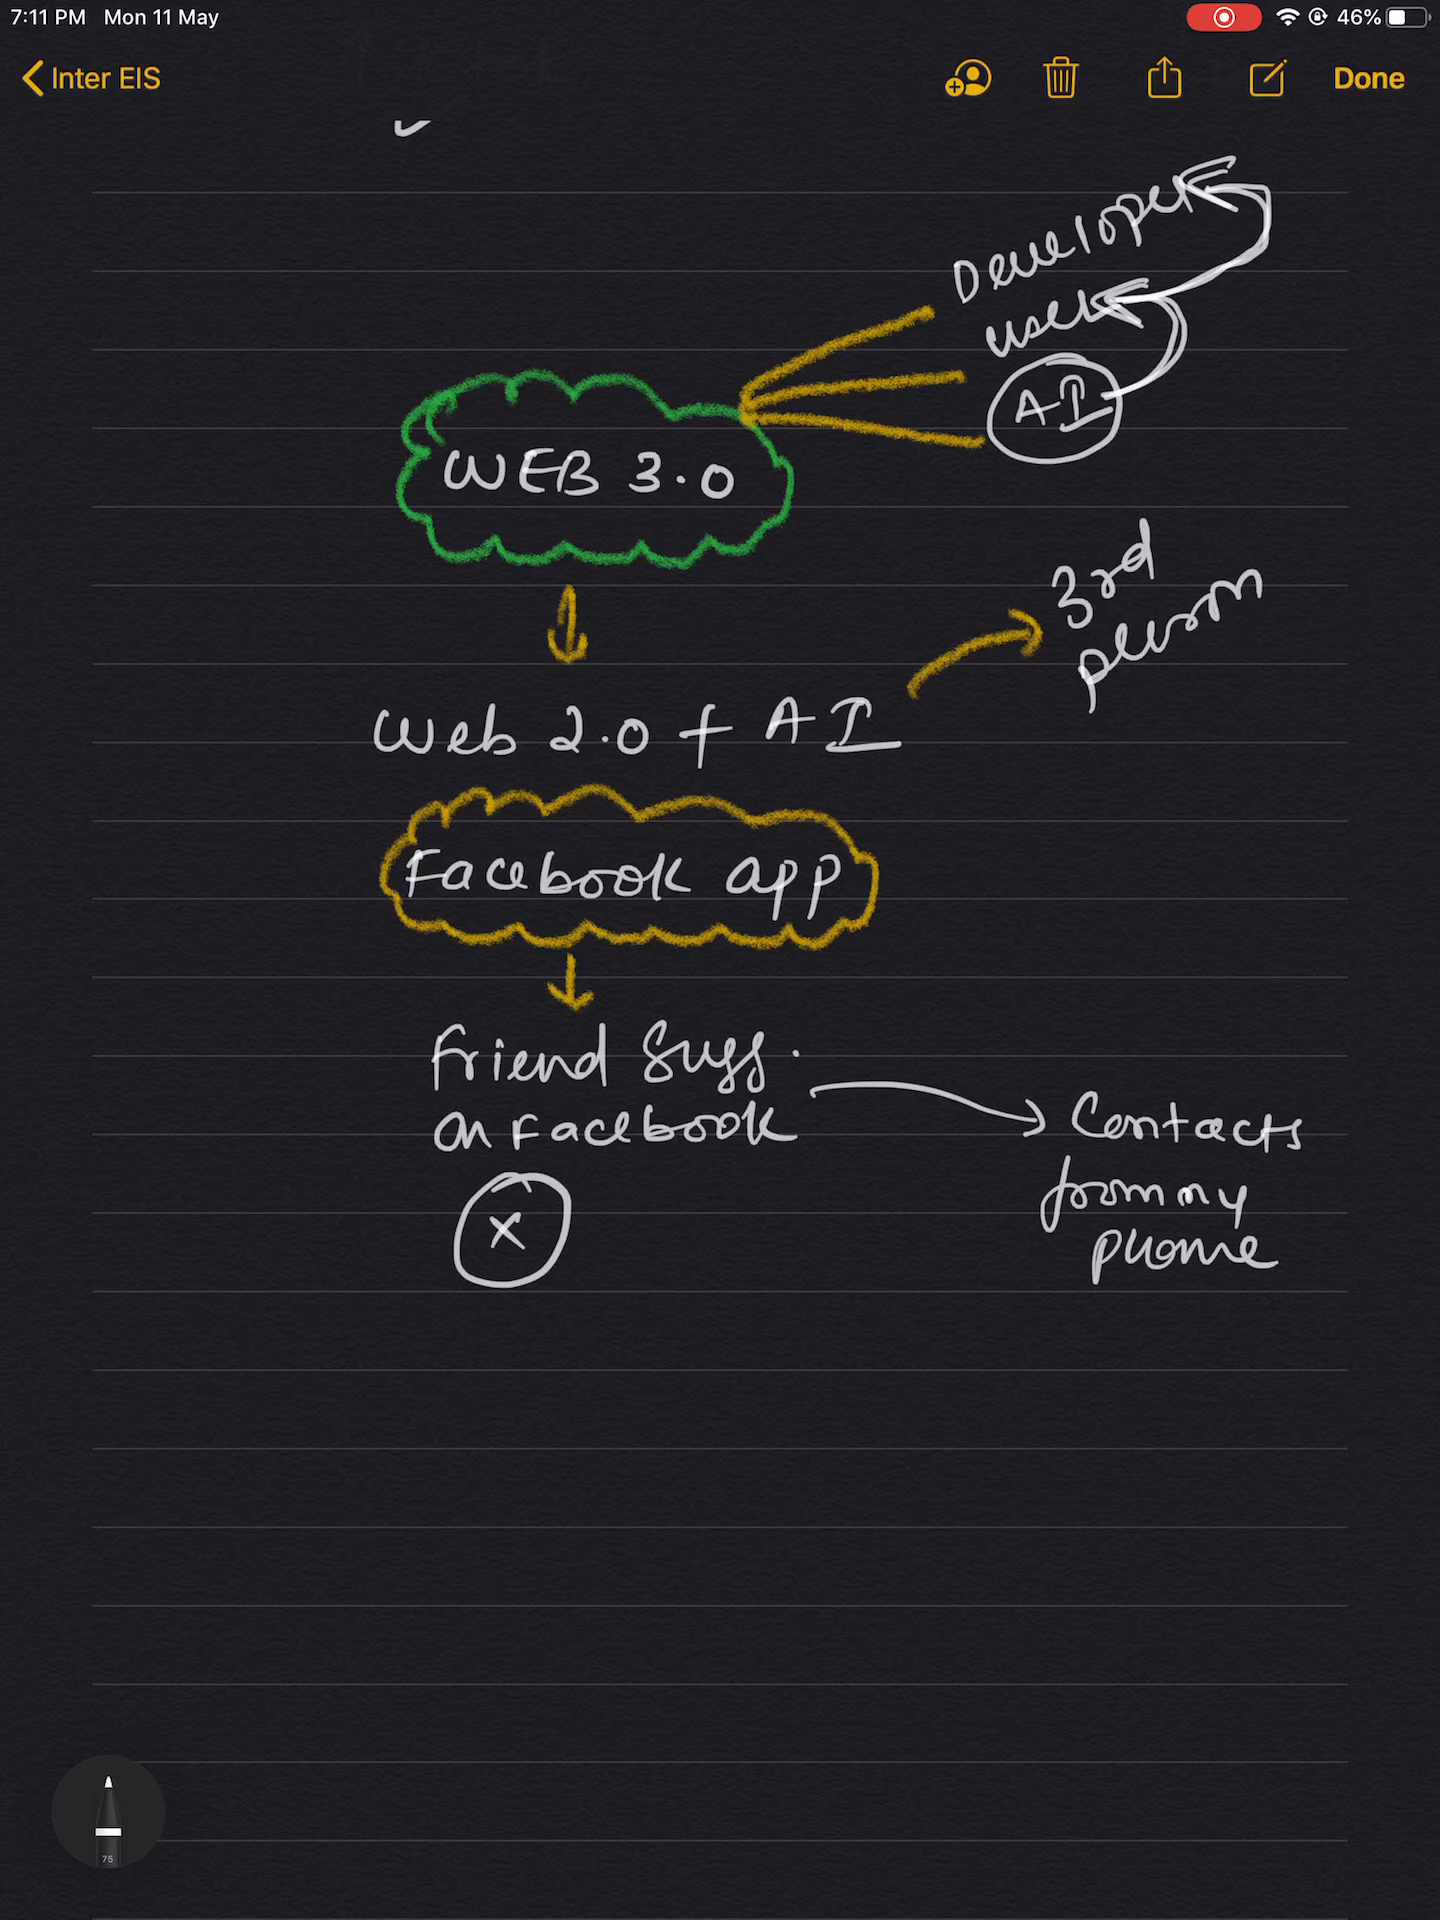 7:11 PM Mon 11 May
46%
Inter EIS
Done
Developer
user
AI
WEB 3.0
3rd
person
Web 2.0 + AI
Facebook app
Friend Sugg.
on Facebook
Contacts
from my
phone
X
75